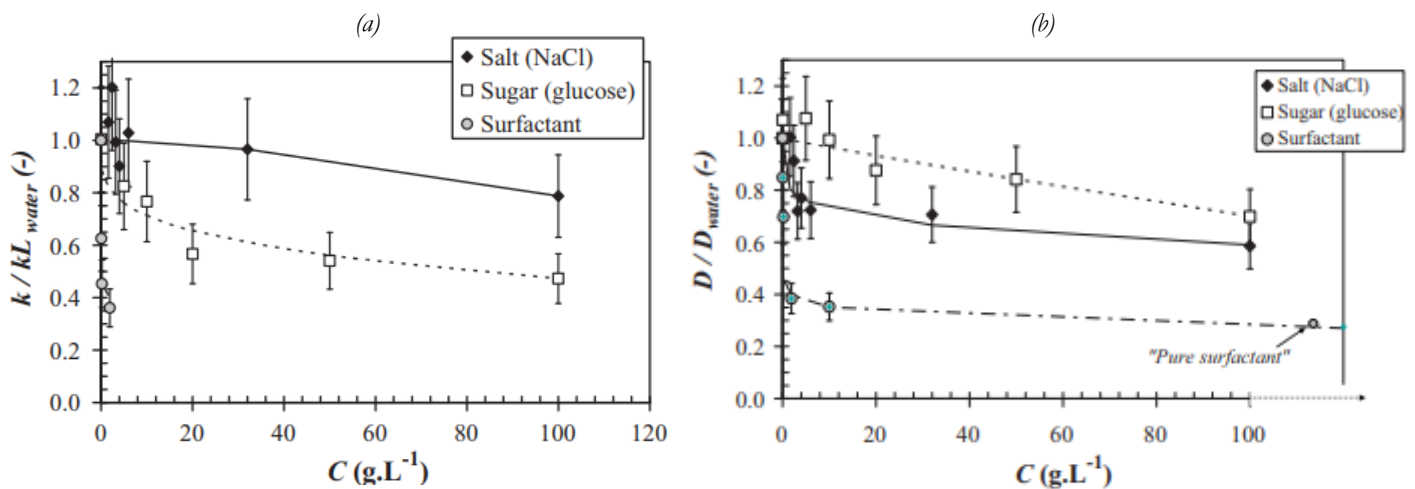 (a)
Salt (NaCl)
Sugar (glucose)
Surfactant
1.2
1.0
0.8
0.6
0.4
0.2
0.0
k / kL water (-)
0 20 40 60 80 100 120
C (g.L-1)
(b)
Salt (NaCl)
Sugar (glucose)
Surfactant
1.2
1.0
0.8
0.6
0.4
0.2
0.0
D / Dwater (-)
"Pure surfactant"
0 20 40 60 80 100
C (g.L-1)